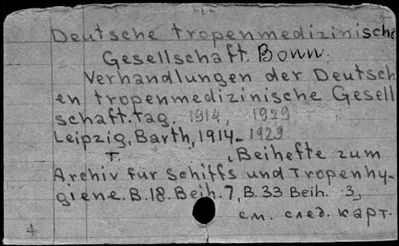 Deutsche tropenmedizinische
Gesellschaft. Bonn.
Verhandlungen der Deutsch
en tropenmedizinische Gesell
schaft. Tag. 1914, 1929
Leipzig, Barth, 1914- 1929
T. , Beihefte zum
Archiv für Schiffs und Tropenhy-
giene. B. 18. Beih. 7, B. 33 Beih. 3,
см. след. карт.
4